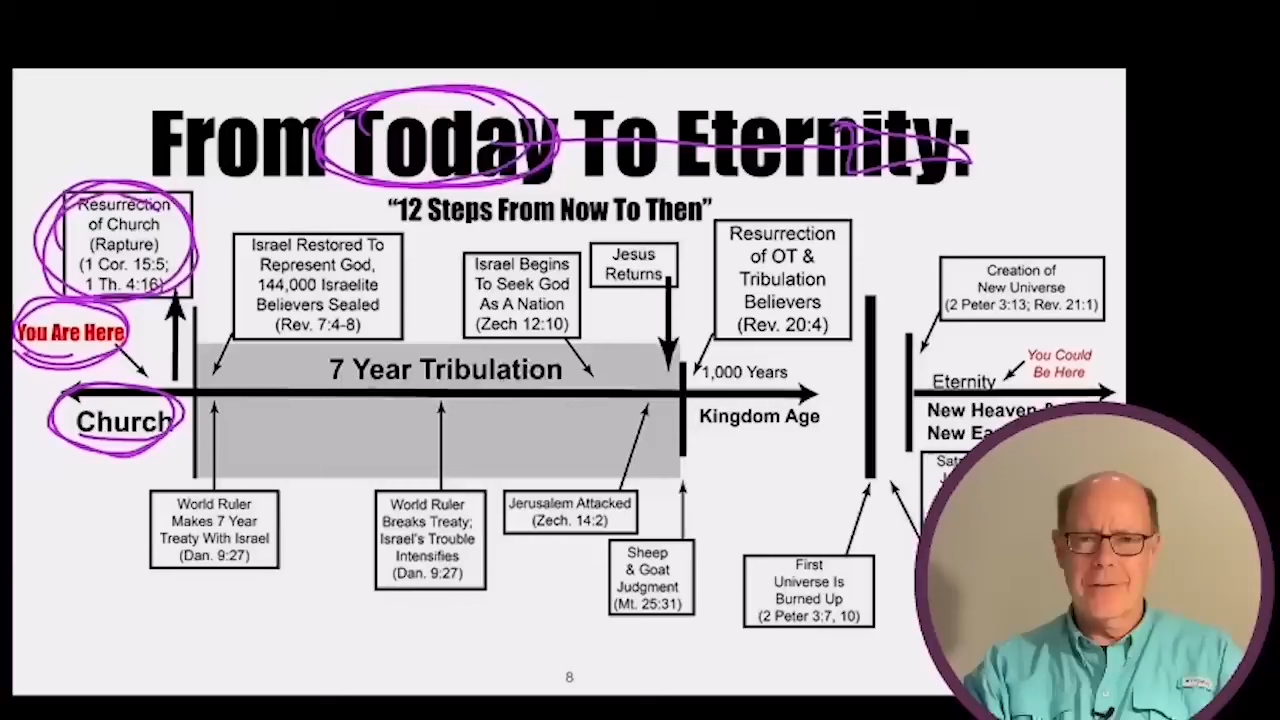 From Today To Eternity:
"12 Steps From Now To Then"
Resurrection
of Church
(Rapture)
(1 Cor. 15:5;
1 Th. 4:16)
You Are Here
Church
Israel Restored To
Represent God,
144,000 Israelite
Believers Sealed
(Rev. 7:4-8)
Israel Begins
To Seek God
As A Nation
(Zech 12:10)
Jesus
Returns
Resurrection
of OT &
Tribulation
Believers
(Rev. 20:4)
Creation of
New Universe
(2 Peter 3:13; Rev. 21:1)
7 Year Tribulation
1,000 Years
Kingdom Age
You Could
Be Here
Eternity
New Heaven &
New
World Ruler
Makes 7 Year
Treaty With Israel
(Dan. 9:27)
World Ruler
Breaks Treaty;
Israel's Trouble
Intensifies
(Dan. 9:27)
Jerusalem Attacked
(Zech. 14:2)
Sheep
& Goat
Judgment
(Mt. 25:31)
First
Universe Is
Burned Up
(2 Peter 3:7, 10)
8